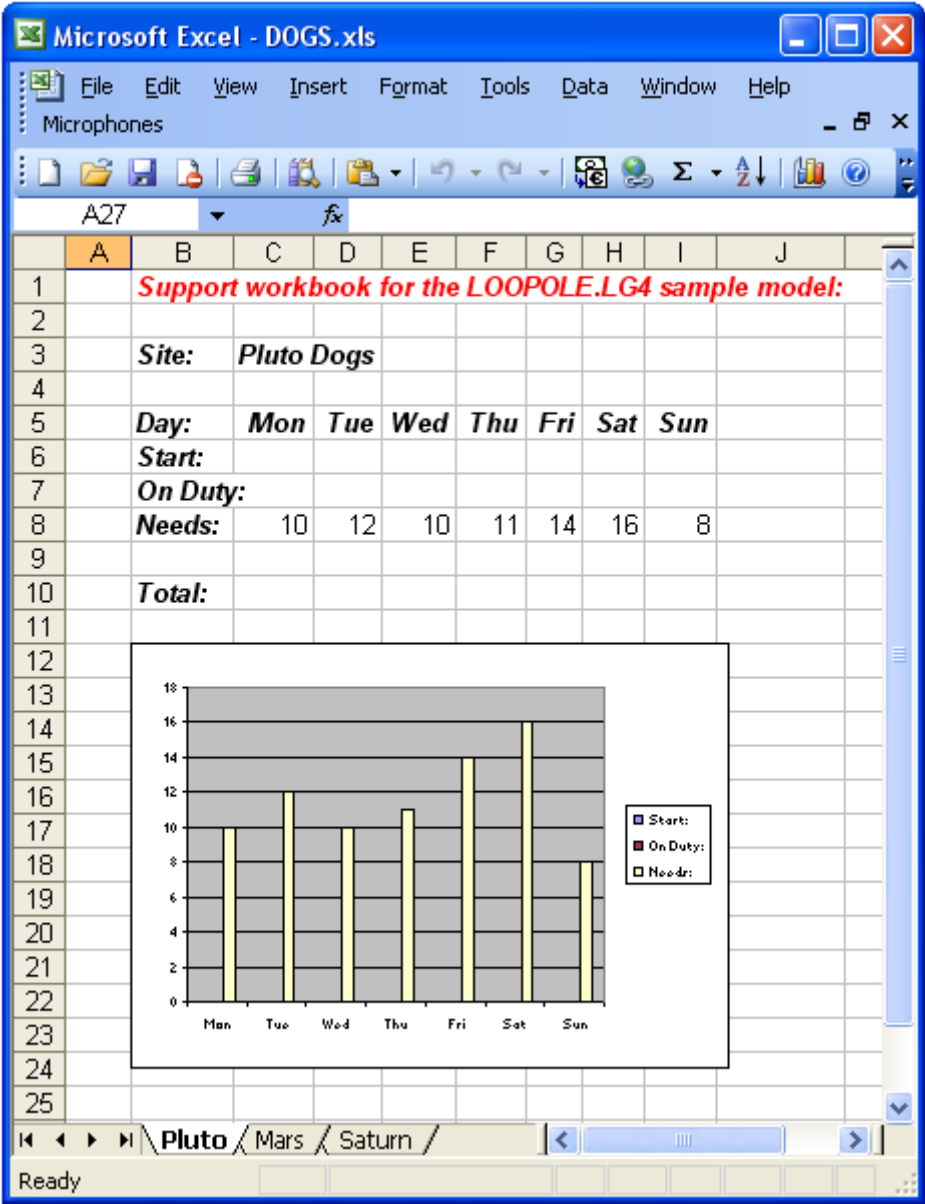 Microsoft Excel - DOGS.xls
File Edit View Insert Format Tools Data Window Help
Microphones
A27 fx
A B C D E F G H I J
1 Support workbook for the LOOPOLE.LG4 sample model:
2
3 Site: Pluto Dogs
4
5 Day: Mon Tue Wed Thu Fri Sat Sun
6 Start:
7 On Duty:
8 Needs: 10 12 10 11 14 16 8
9
10 Total:
11
12
13
14
15
16
17
18
19
20
21
22
23
24
25
18
16
14
12
10
8
6
4
2
0
Mon Tue Wed Thu Fri Sat Sun
Start:
On Duty:
Needs:
Pluto Mars Saturn
Ready